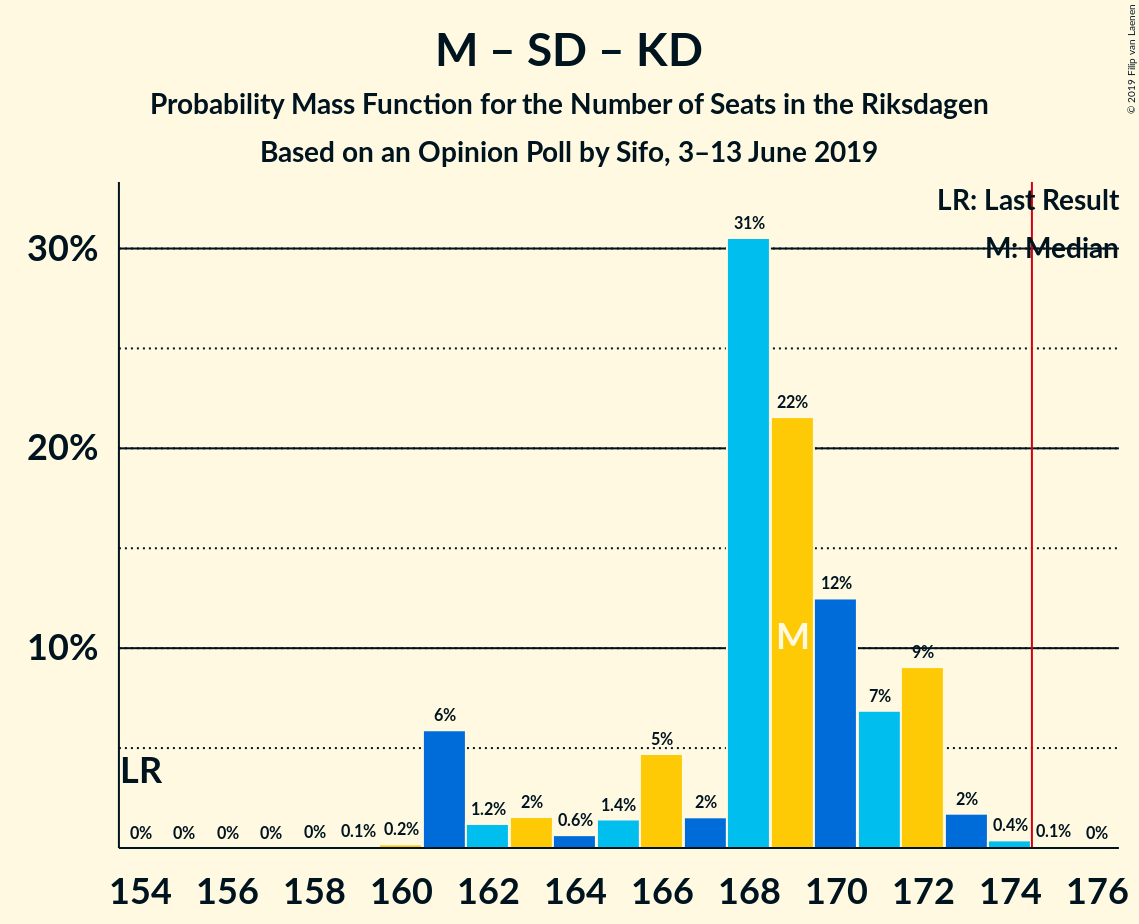 M – SD – KD
Probability Mass Function for the Number of Seats in the Riksdagen
Based on an Opinion Poll by Sifo, 3–13 June 2019
© 2019 Filip van Laenen
LR: Last Result
M: Median
30%
20%
10%
LR
0% 0% 0% 0% 0% 0.1% 0.2% 6% 1.2% 2% 0.6% 1.4% 5% 2% 31% 22% 12% 7% 9% 2% 0.4% 0.1% 0%
M
154 156 158 160 162 164 166 168 170 172 174 176